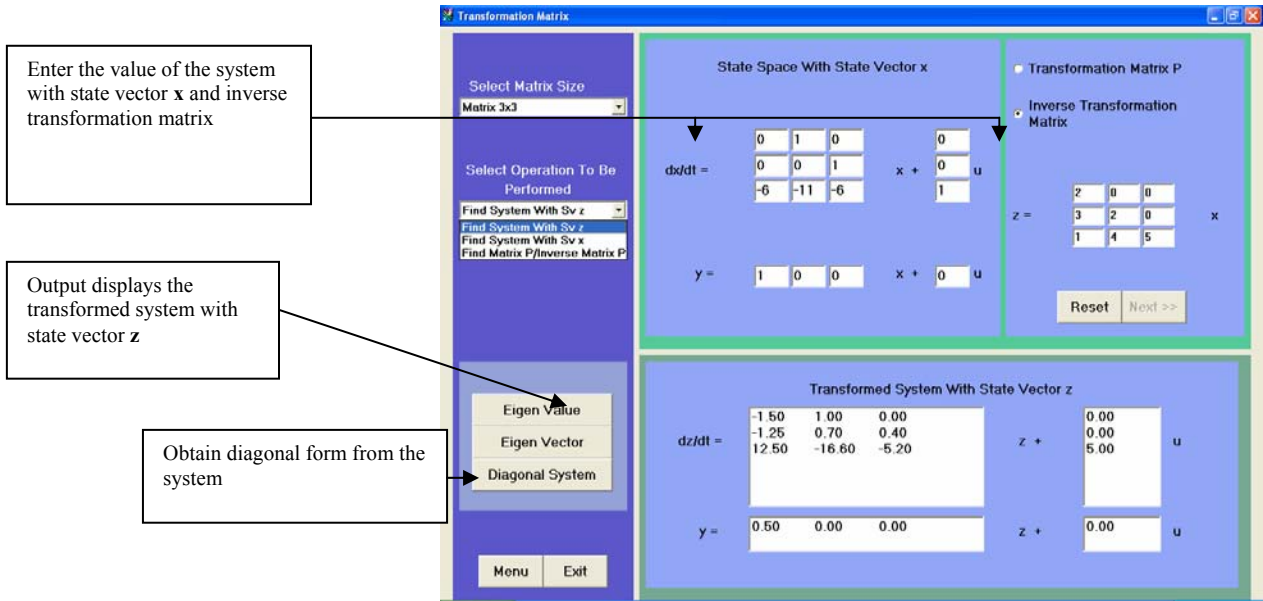 Transformation Matrix
Enter the value of the system
with state vector x and inverse
transformation matrix
Output displays the
transformed system with
state vector z
Obtain diagonal form from the
system
Select Matrix Size
Matrix 3x3
Select Operation To Be
Performed
Find System With Sv z
Find System With Sv z
Find System With Sv x
Find Matrix P/Inverse Matrix P
Eigen Value
Eigen Vector
Diagonal System
Menu Exit
State Space With State Vector x
0 1 0 0
dx/dt = 0 0 1 x + 0 u
-6 -11 -6 1
y = 1 0 0 x + 0 u
Transformation Matrix P
Inverse Transformation
Matrix
2 0 0
z = 3 2 0 x
1 4 5
Reset Next >>
Transformed System With State Vector z
-1.50 1.00 0.00 0.00
dz/dt = -1.25 0.70 0.40 z + 0.00 u
12.50 -16.60 -5.20 5.00
y = 0.50 0.00 0.00 z + 0.00 u